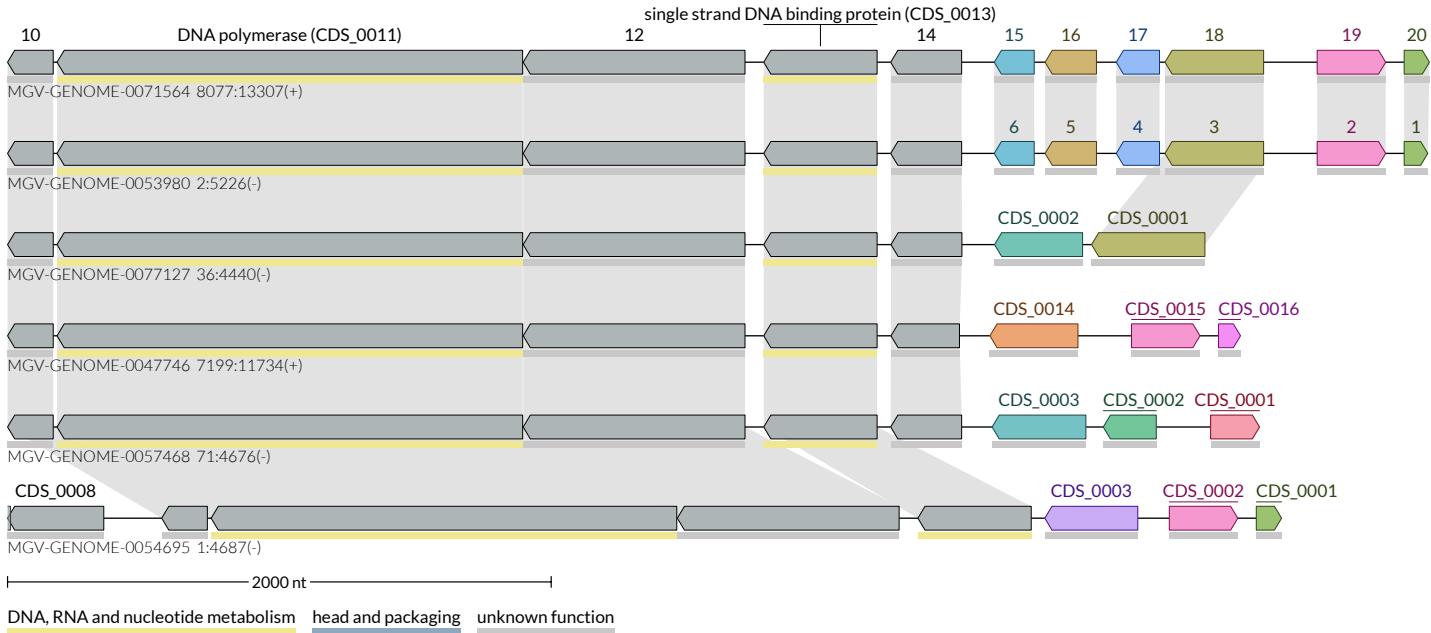 single strand DNA binding protein (CDS_0013)
10 DNA polymerase (CDS_0011) 12 14 15 16 17 18 19 20
MGV-GENOME-0071564 8077:13307(+)
6 5 4 3 2 1
MGV-GENOME-0053980 2:5226(-)
CDS_0002 CDS_0001
MGV-GENOME-0077127 36:4440(-)
CDS_0014 CDS_0015 CDS_0016
MGV-GENOME-0047746 7199:11734(+)
CDS_0003 CDS_0002 CDS_0001
MGV-GENOME-0057468 71:4676(-)
CDS_0008 CDS_0003 CDS_0002 CDS_0001
MGV-GENOME-0054695 1:4687(-)
2000 nt
DNA, RNA and nucleotide metabolism head and packaging unknown function